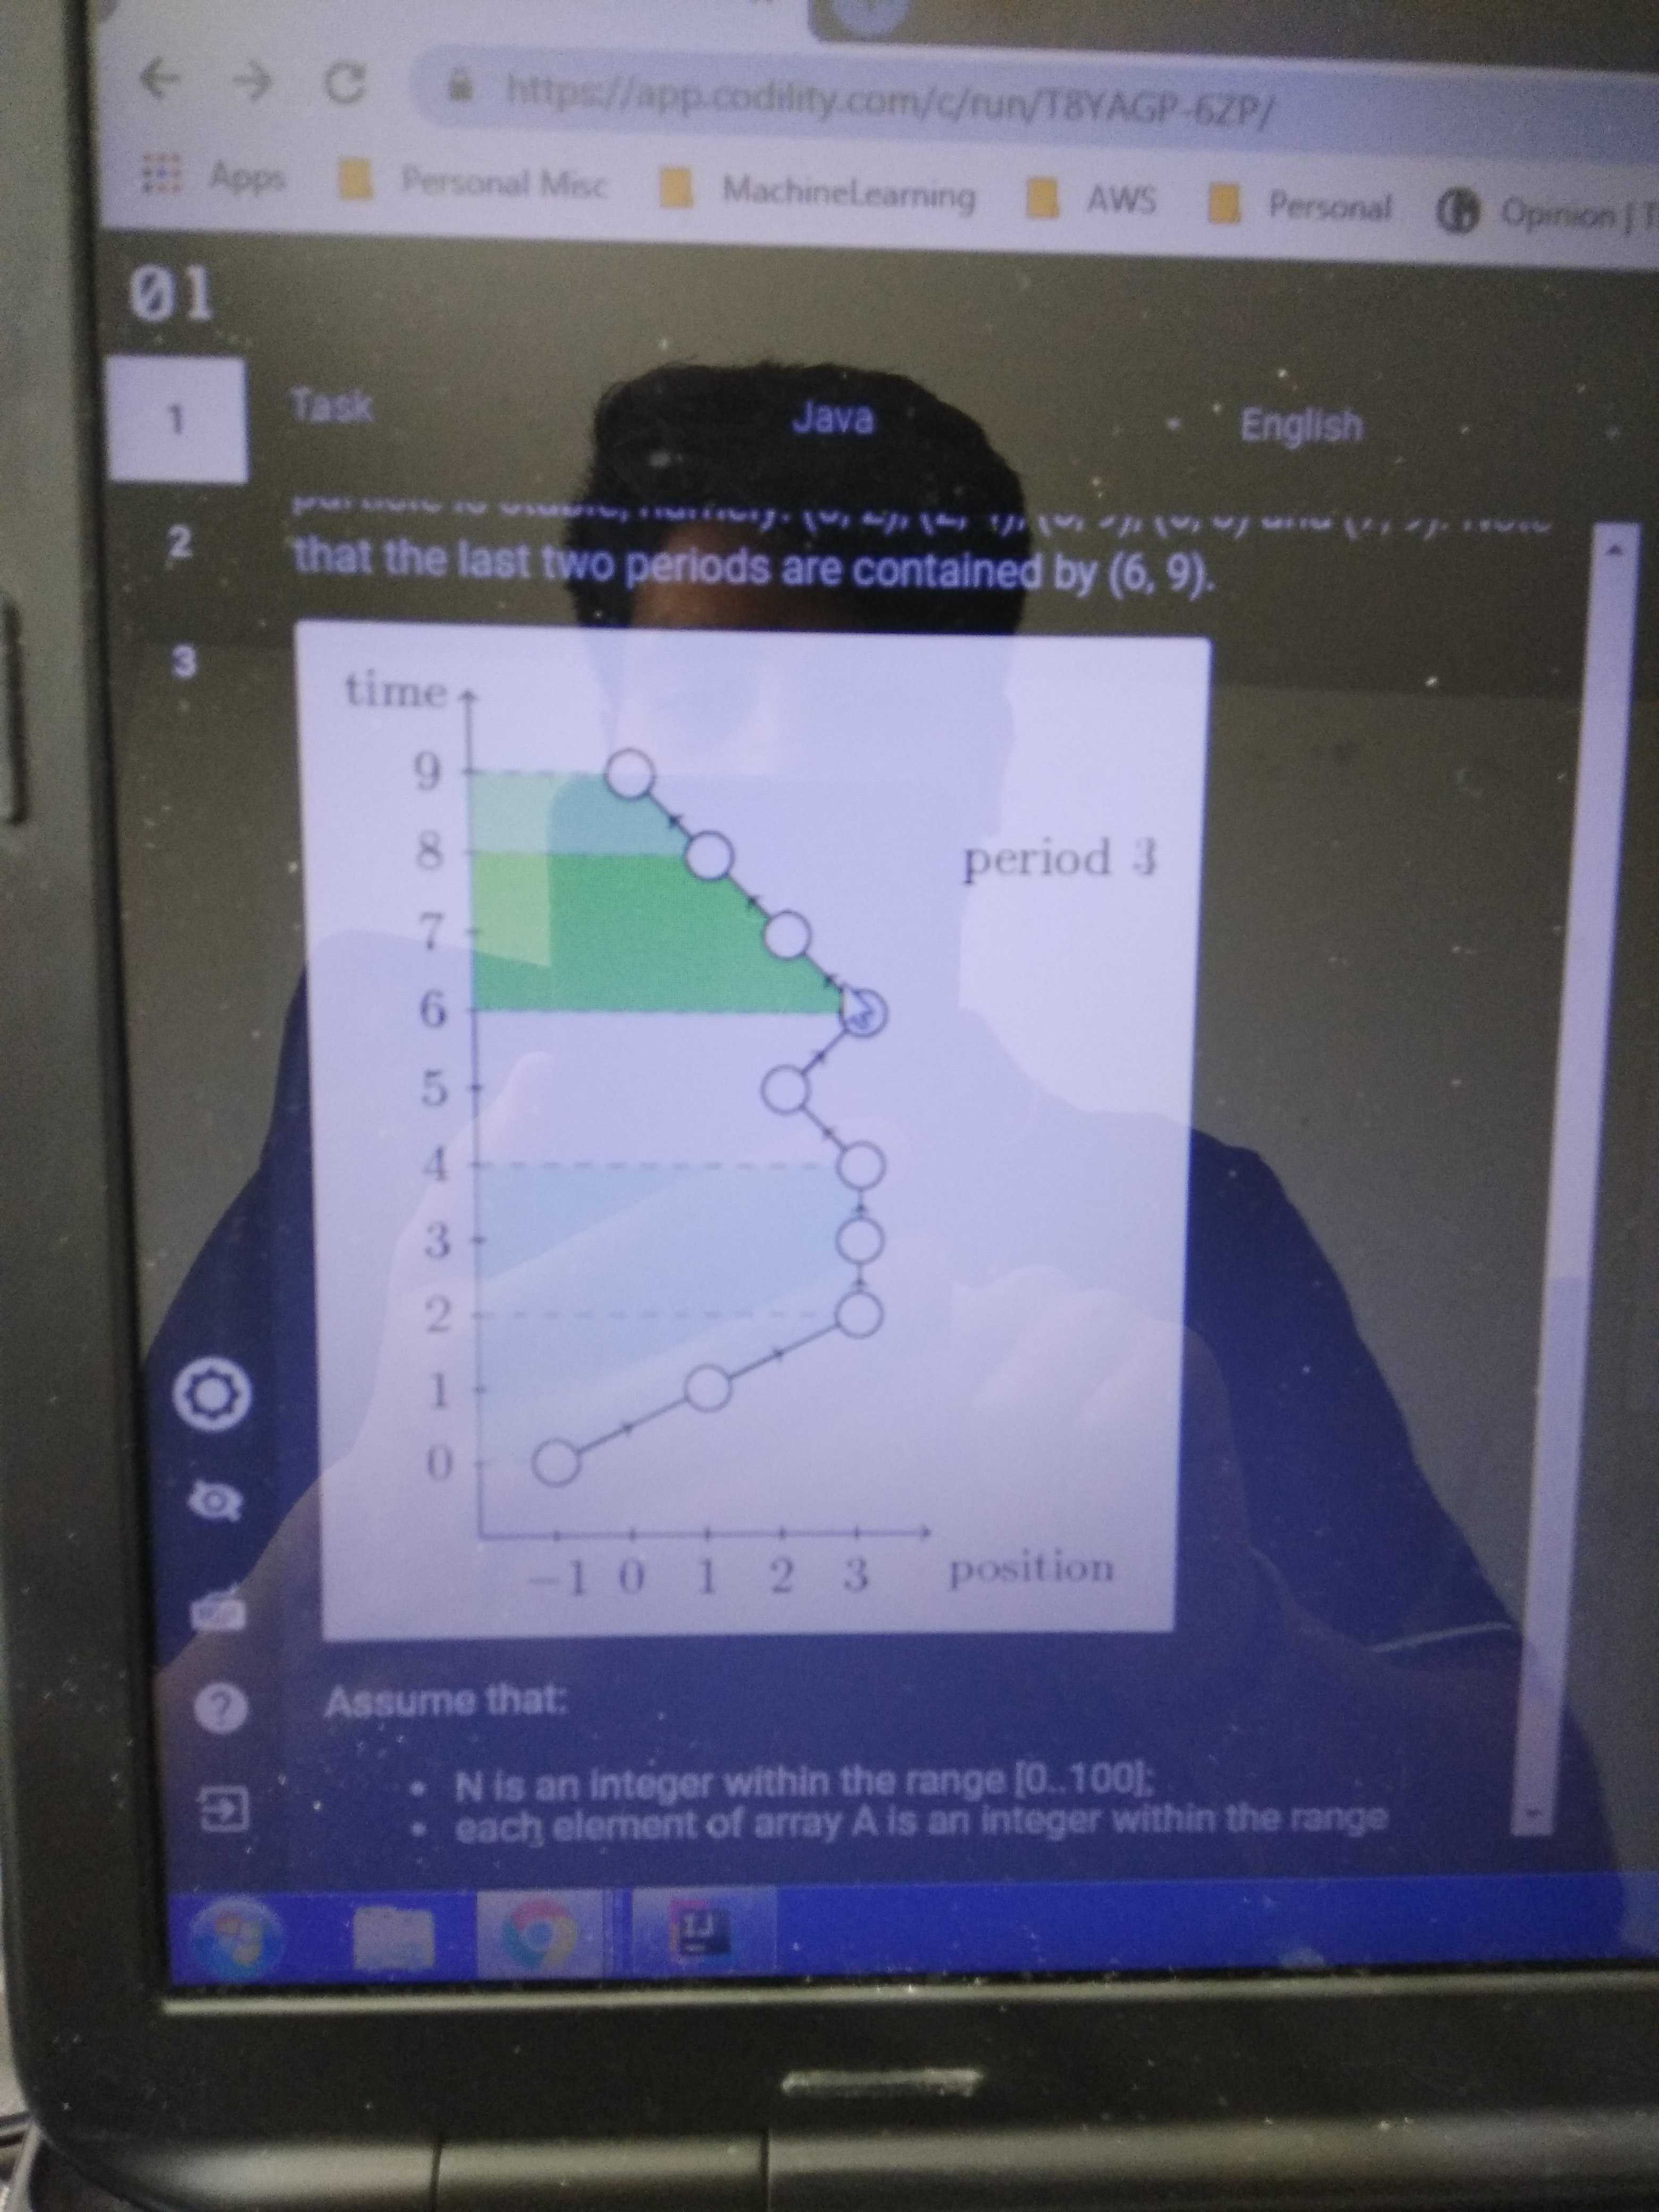 https://app.codility.com/c/run/T8YAGP-6ZP/
Apps Personal Misc MachineLearning AWS Personal Opinion | T
01
1 Task Java English
2
that the last two periods are contained by (6, 9).
3
time
9
8
period 3
7
6
5
4
3
2
1
0
-1 0 1 2 3 position
Assume that:
• N is an integer within the range [0..100];
• each element of array A is an integer within the range
IJ